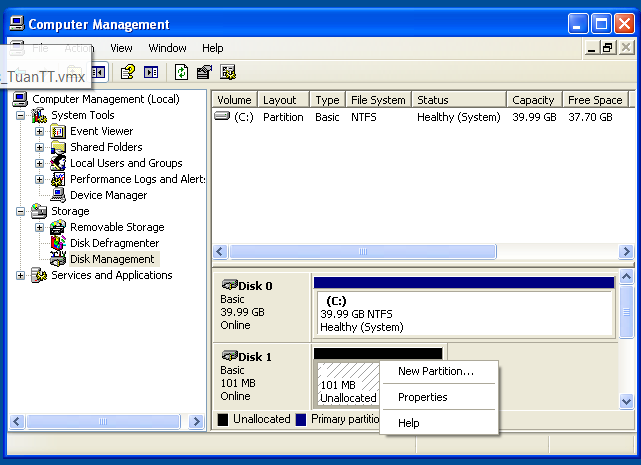 Computer Management
File Action View Window Help
s_TuanTT.vmx
Computer Management (Local)
System Tools
Event Viewer
Shared Folders
Local Users and Groups
Performance Logs and Alerts
Device Manager
Storage
Removable Storage
Disk Defragmenter
Disk Management
Services and Applications
Volume Layout Type File System Status Capacity Free Space
(C:) Partition Basic NTFS Healthy (System) 39.99 GB 37.70 GB
Disk 0
Basic
39.99 GB
Online
(C:)
39.99 GB NTFS
Healthy (System)
Disk 1
Basic
101 MB
Online
101 MB
Unallocated
New Partition...
Properties
Help
Unallocated Primary partitio